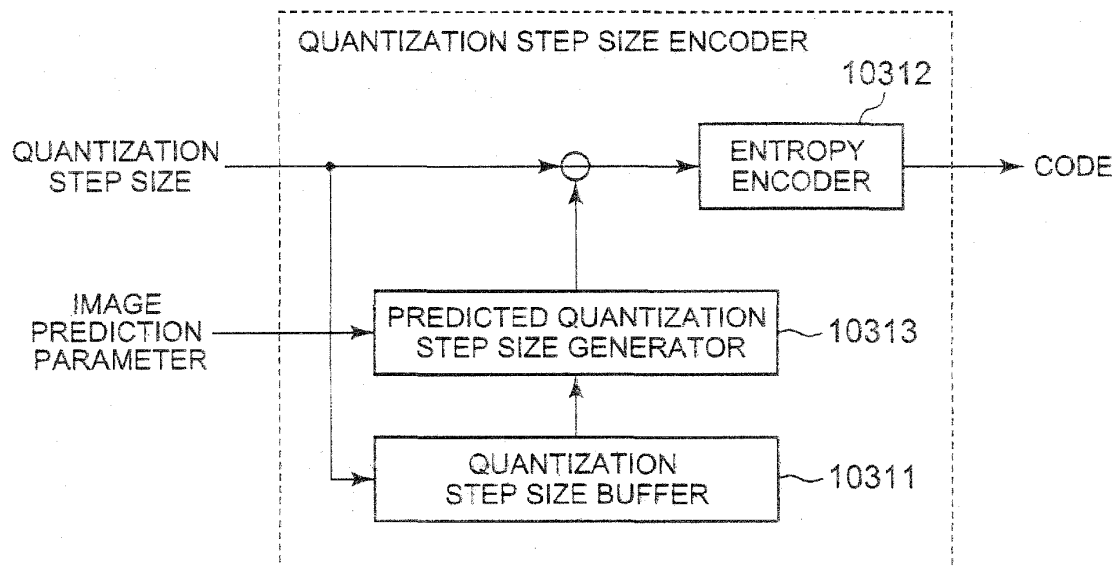 QUANTIZATION STEP SIZE ENCODER
10312
QUANTIZATION
STEP SIZE
ENTROPY
ENCODER
CODE
IMAGE
PREDICTION
PARAMETER
PREDICTED QUANTIZATION
STEP SIZE GENERATOR
10313
QUANTIZATION
STEP SIZE BUFFER
10311